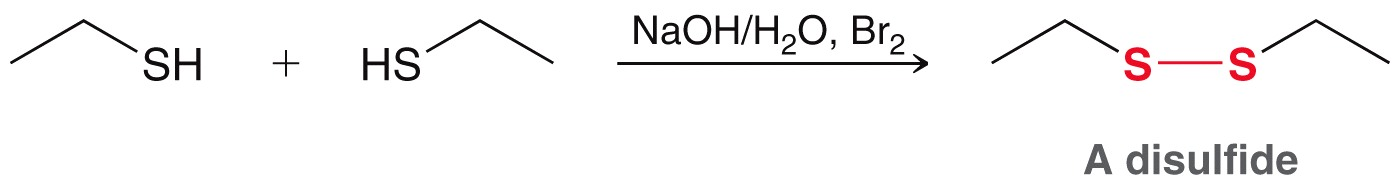 SH + HS NaOH/H₂O, Br₂ S S
A disulfide